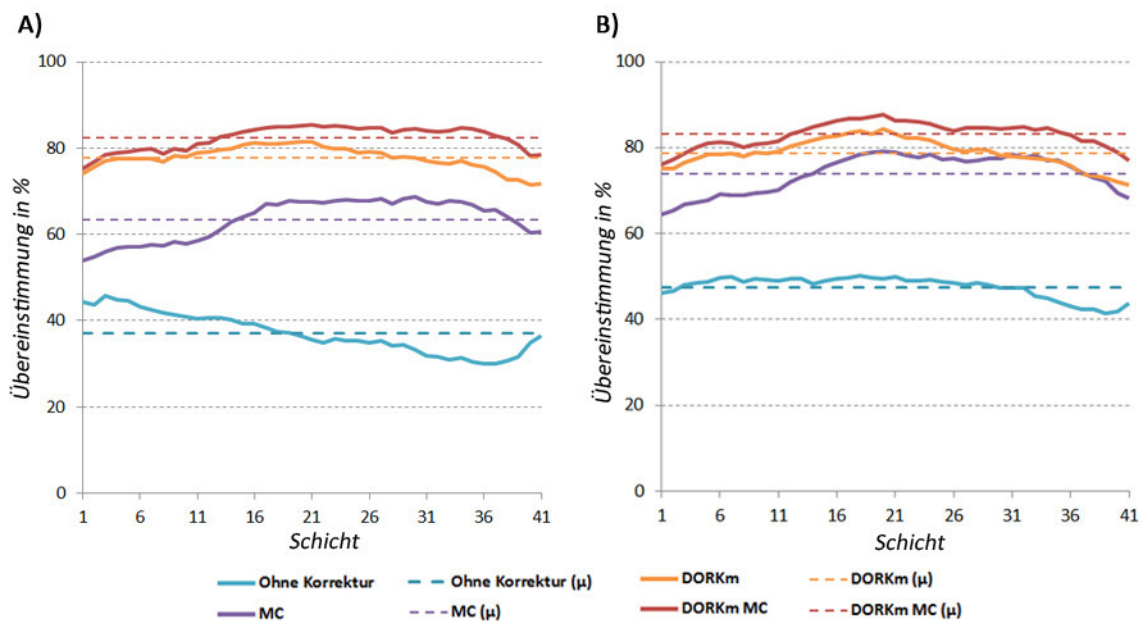 A)
B)
Übereinstimmung in %
100
80
60
40
20
0
1 6 11 16 21 26 31 36 41
Schicht
Übereinstimmung in %
100
80
60
40
20
0
1 6 11 16 21 26 31 36 41
Schicht
Ohne Korrektur Ohne Korrektur (μ) DORKm DORKm (μ)
MC MC (μ) DORKm MC DORKm MC (μ)